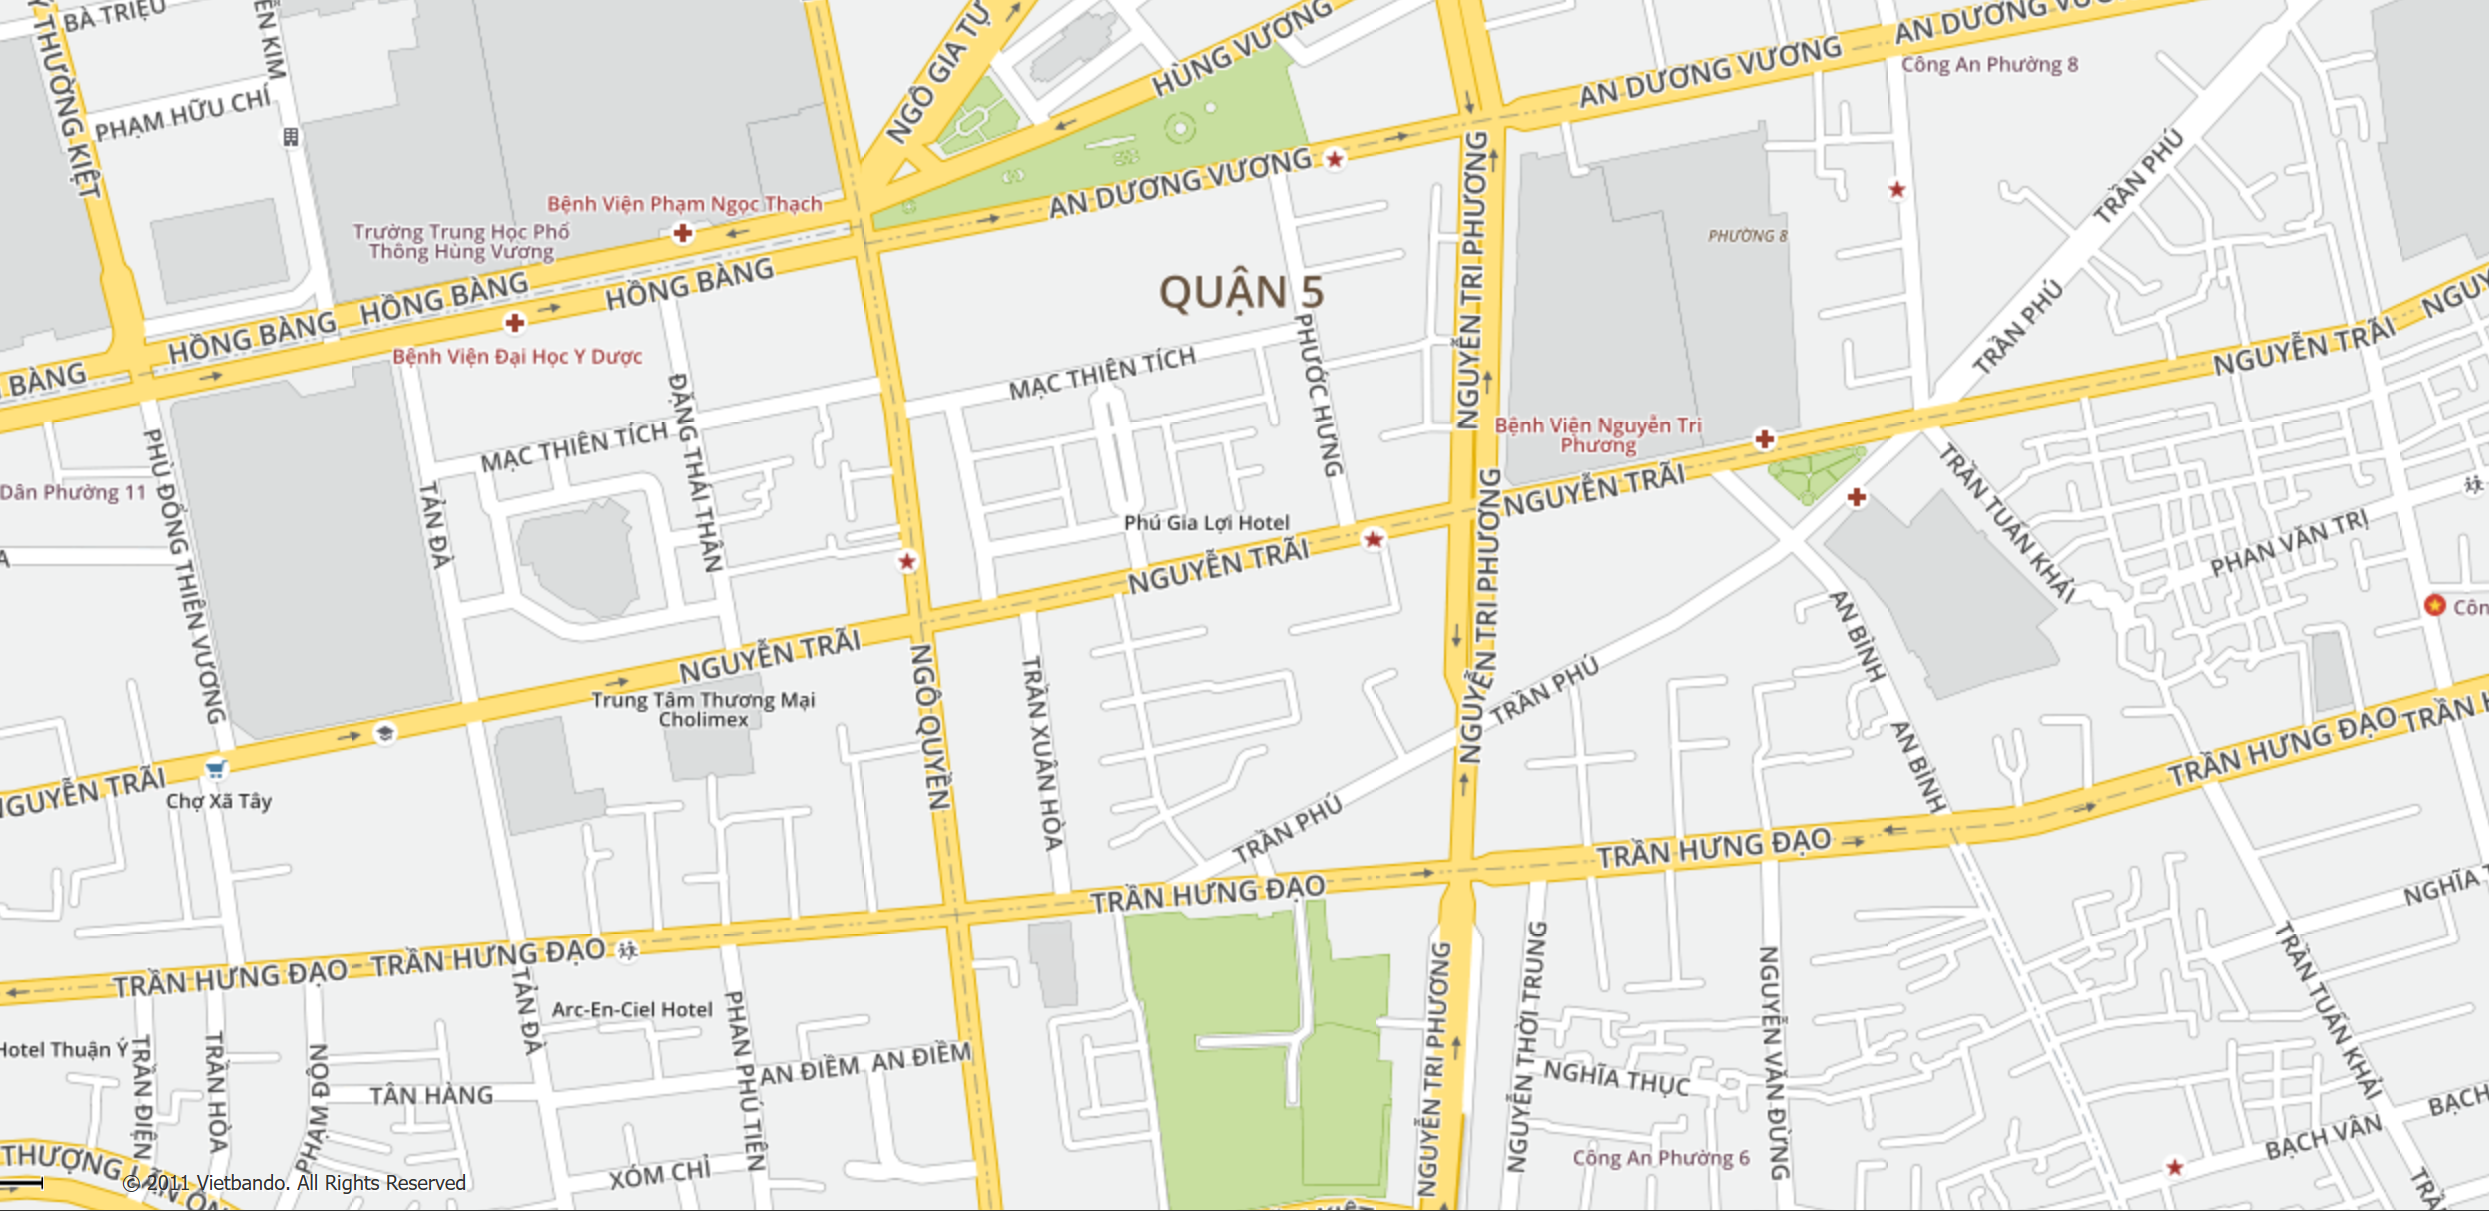 BÀ TRIỆU
HÙNG VƯƠNG
AN DƯƠNG VƯƠNG
NGÔ GIA TỰ
AN DƯƠNG VƯƠNG
Công An Phường 8
PHẠM HỮU CHÍ
TRẦN PHÚ
Bệnh Viện Phạm Ngọc Thạch
AN DƯƠNG VƯƠNG
NGUYỄN TRI PHƯƠNG
Trường Trung Học Phổ
Thông Hùng Vương
PHƯỜNG 8
HỒNG BÀNG
HỒNG BÀNG
HỒNG BÀNG
QUẬN 5
TRẦN PHÚ
NGUYỄN TRÃI
Bệnh Viện Đại Học Y Dược
MẠC THIÊN TÍCH
PHƯỚC HƯNG
NGUYỄN TRI PHƯƠNG
BÀNG
ĐẶNG THÁI THÂN
MẠC THIÊN TÍCH
Bệnh Viện Nguyễn Tri
Phương
Dân Phường 11
PHÙ ĐỔNG THIÊN VƯƠNG
TẢN ĐÀ
NGUYỄN TRÃI
TRẦN TUẤN KHẢI
Phú Gia Lợi Hotel
NGUYỄN TRÃI
PHAN VĂN TRỊ
NGUYỄN TRI PHƯƠNG
AN BÌNH
NGUYỄN TRÃI
NGÔ QUYỀN
TRẦN XUÂN HÒA
TRẦN PHÚ
Trung Tâm Thương Mại
Cholimex
AN BÌNH
TRẦN HƯNG ĐẠO
TRẦN H
NGUYỄN TRÃI
Chợ Xã Tây
TRẦN PHÚ
TRẦN HƯNG ĐẠO
TRẦN HƯNG ĐẠO
NGHĨA T
TRẦN HƯNG ĐẠO
TRẦN HƯNG ĐẠO
TẢN ĐÀ
Arc-En-Ciel Hotel
PHAN PHÚ TIÊN
NGUYỄN TRI PHƯƠNG
NGUYỄN THỜI TRUNG
NGUYỄN VĂN ĐỪNG
TRẦN TUẤN KHẢI
Hotel Thuận Ý
TRẦN ĐIỆN
TRẦN HÒA
PHẠM ĐÔN
TÂN HÀNG
AN ĐIỀM
AN ĐIỀM
NGHĨA THỤC
BẠCH
BẠCH VÂN
Công An Phường 6
XÓM CHỈ
© 2011 Vietbando. All Rights Reserved